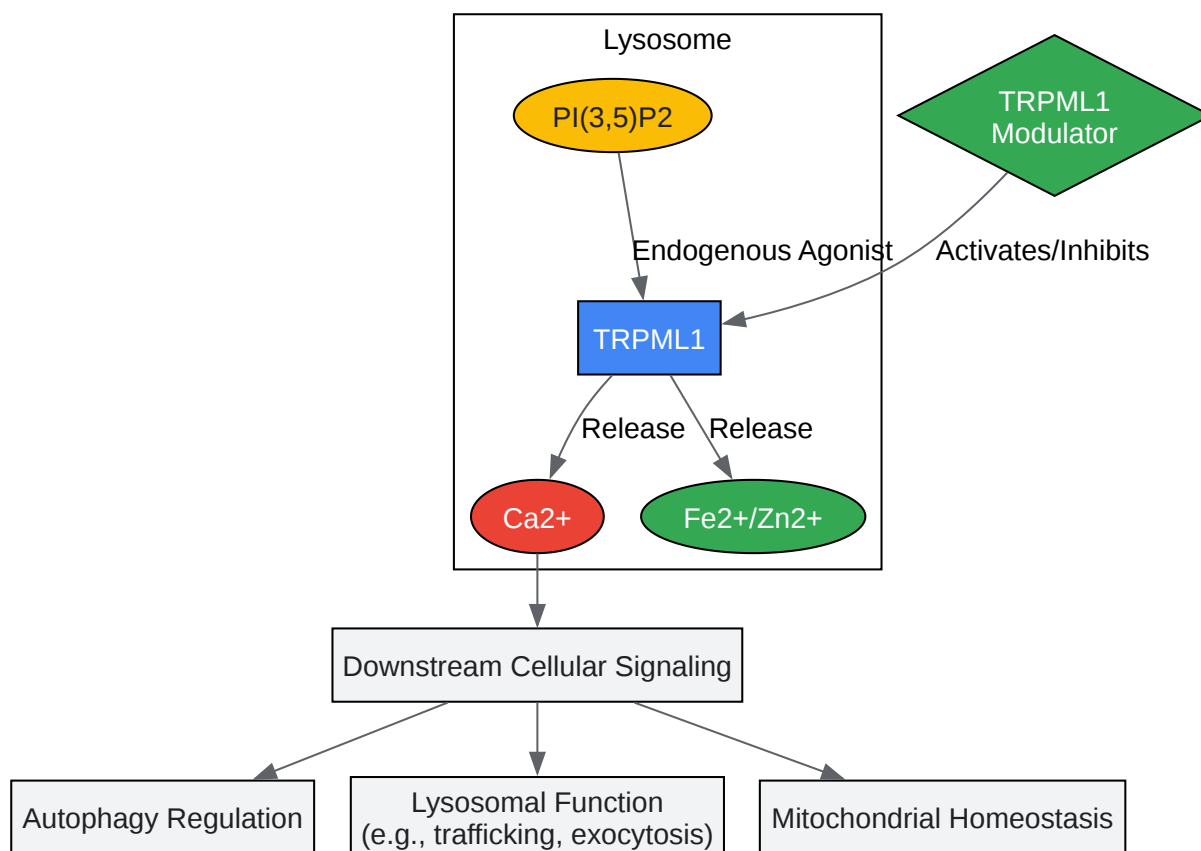 Lysosome
PI(3,5)P2
TRPML1
Modulator
Endogenous Agonist
Activates/Inhibits
TRPML1
Release
Release
Ca2+
Fe2+/Zn2+
Downstream Cellular Signaling
Autophagy Regulation
Lysosomal Function
(e.g., trafficking, exocytosis)
Mitochondrial Homeostasis